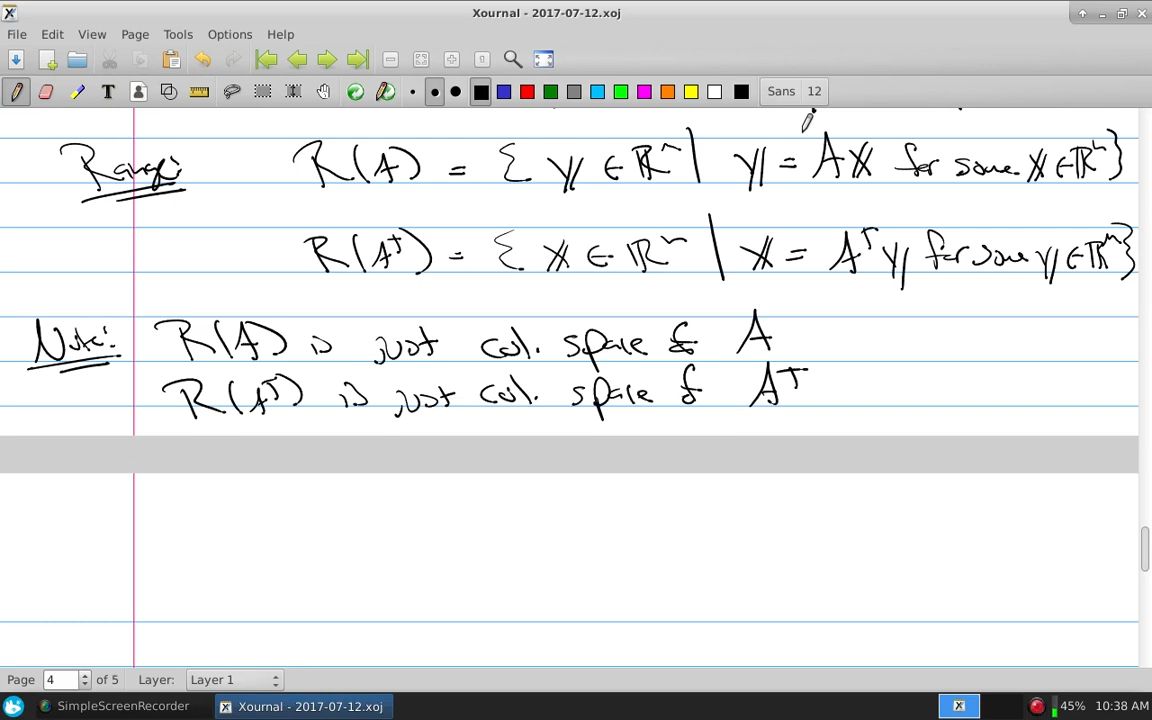 Xournal - 2017-07-12.xoj
File Edit View Page Tools Options Help
Sans 12
Range: R(A) = { y ∈ ℝᵐ | y = Ax for some x ∈ ℝⁿ}
R(Aᵀ) = { x ∈ ℝⁿ | x = Aᵀy for some y ∈ ℝᵐ}
Note: R(A) is just col. space of A
R(Aᵀ) is just col. space of Aᵀ
Page 4 of 5 Layer: Layer 1
SimpleScreenRecorder Xournal - 2017-07-12.xoj 45% 10:38 AM